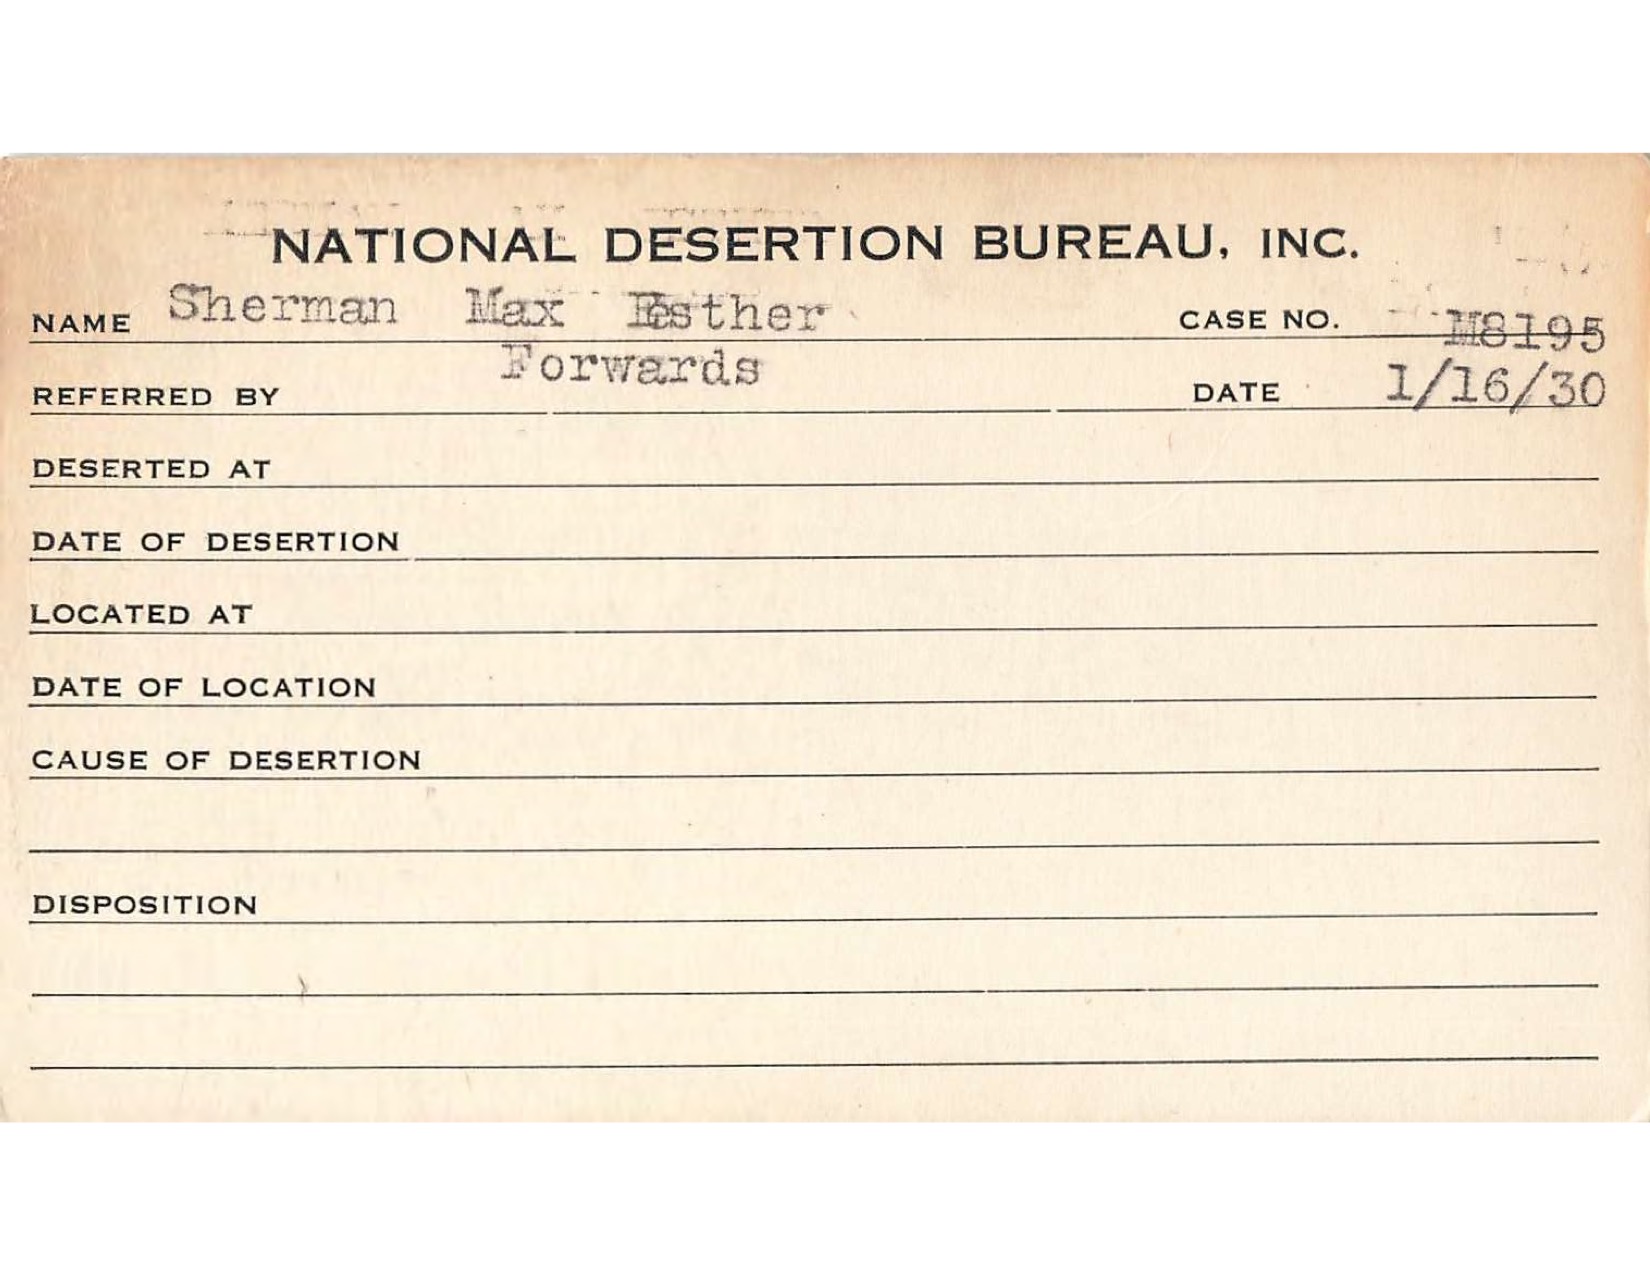 NATIONAL DESERTION BUREAU, INC.
NAME Sherman Max Esther CASE NO. M8195
REFERRED BY Forwards DATE 1/16/30
DESERTED AT
DATE OF DESERTION
LOCATED AT
DATE OF LOCATION
CAUSE OF DESERTION
DISPOSITION